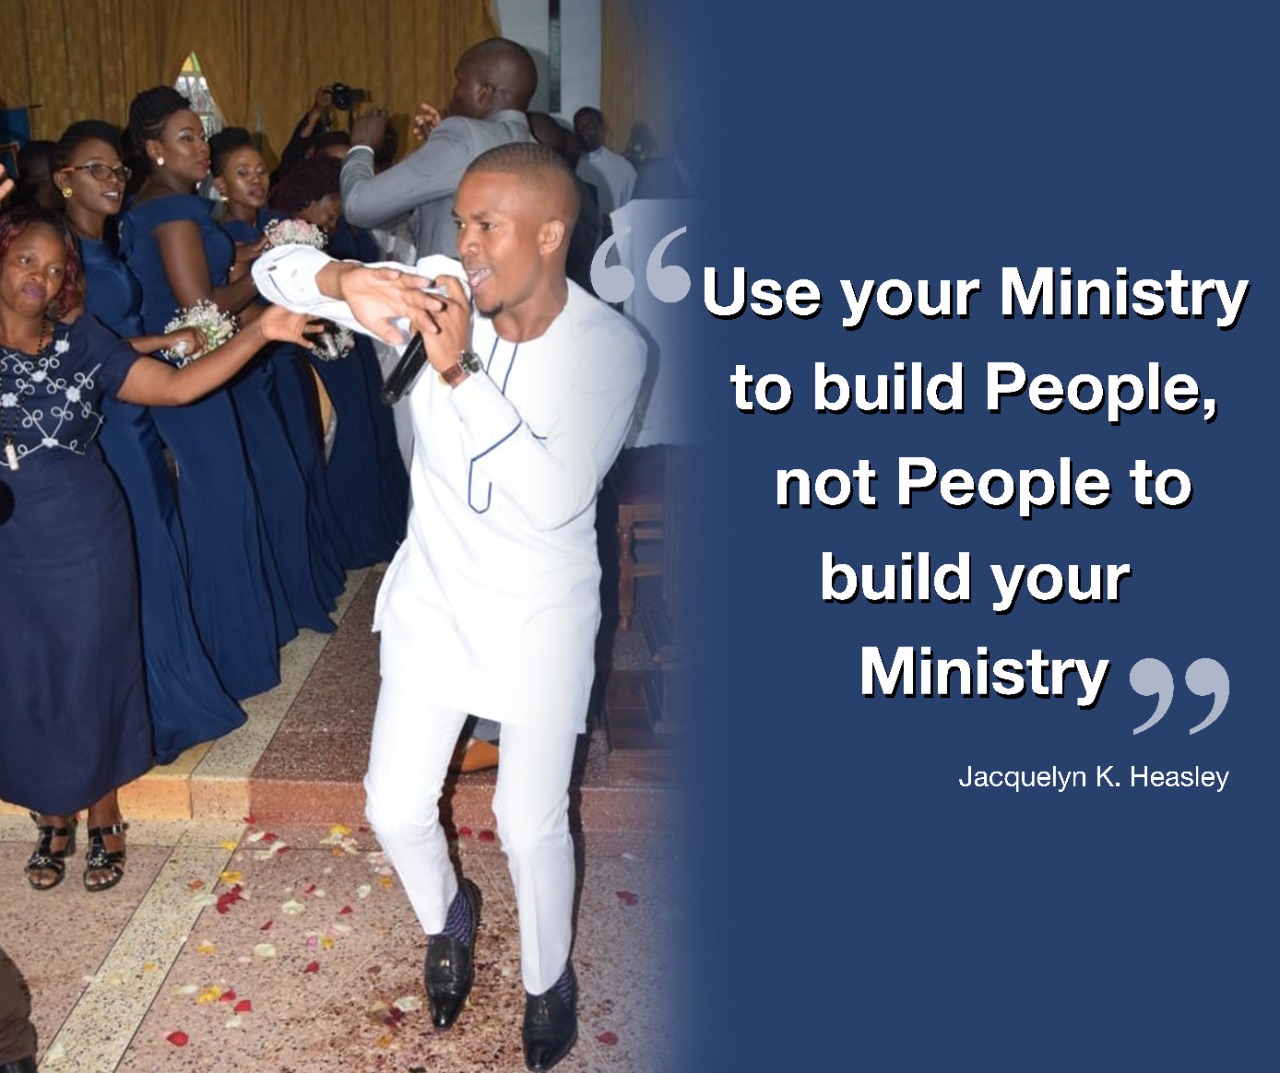 “Use your Ministry
to build People,
not People to
build your
Ministry”
Jacquelyn K. Heasley